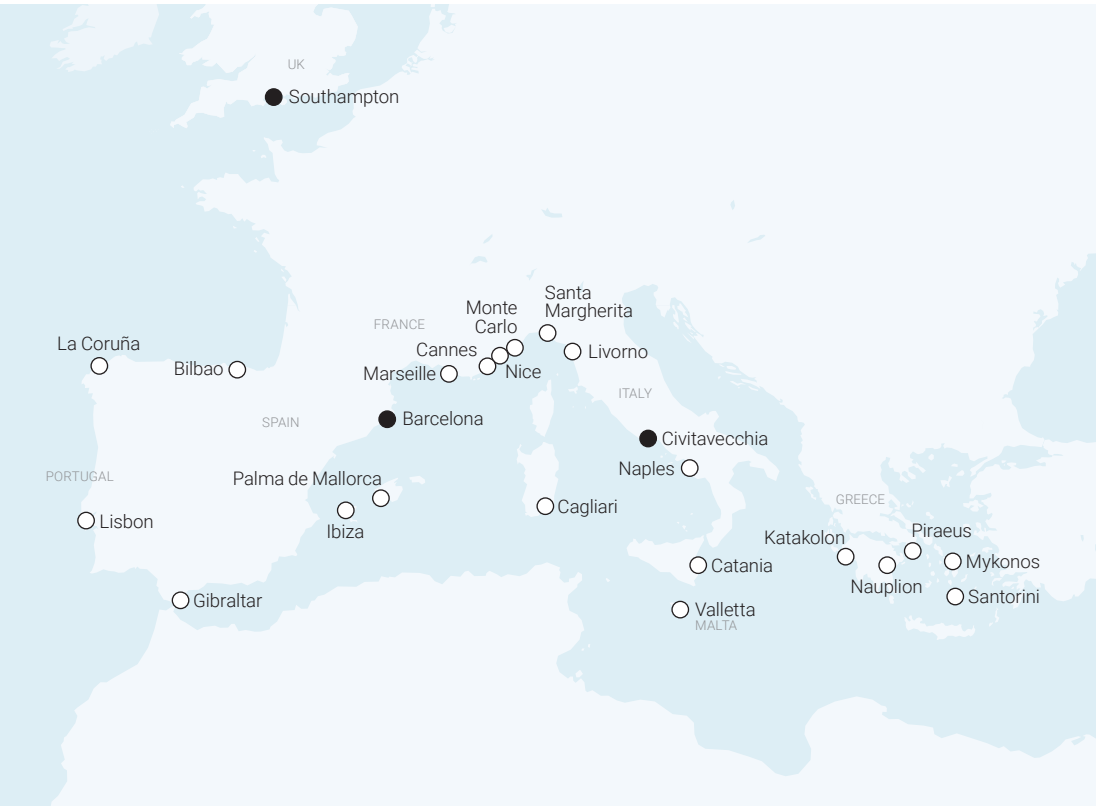 UK
Southampton
Santa
Margherita
Monte
Carlo
FRANCE
La Coruña
Cannes
Livorno
Bilbao
Marseille
Nice
ITALY
Barcelona
SPAIN
Civitavecchia
Naples
PORTUGAL
Palma de Mallorca
GREECE
Cagliari
Lisbon
Ibiza
Piraeus
Katakolon
Mykonos
Catania
Nauplion
Santorini
Gibraltar
Valletta
MALTA